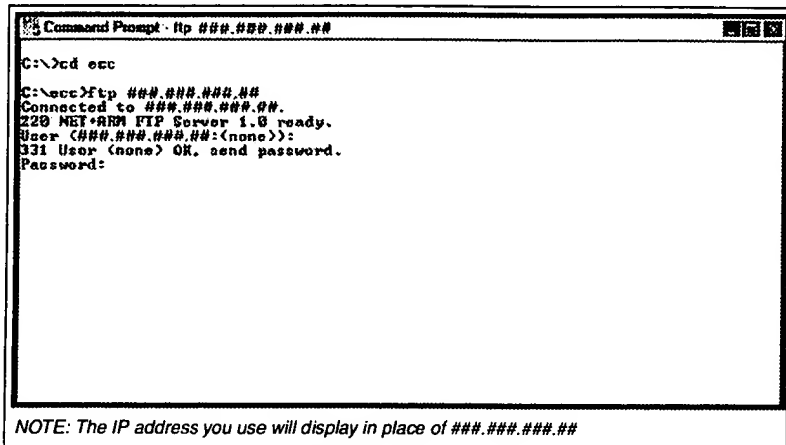 Command Prompt - ftp ###.###.###.##
C:\>cd ecc
C:\ecc>ftp ###.###.###.##
Connected to ###.###.###.##.
220 NET+ARM FTP Server 1.0 ready.
User (###.###.###.##:(none)):
331 User (none) OK, send password.
Password:
NOTE: The IP address you use will display in place of ###.###.###.##